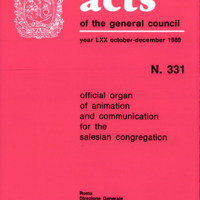 acts
of the general council
year LXX october-december 1989
N. 331
official organ
of animation
and communication
for the
salesian congregation
Roma
Direzione Generale